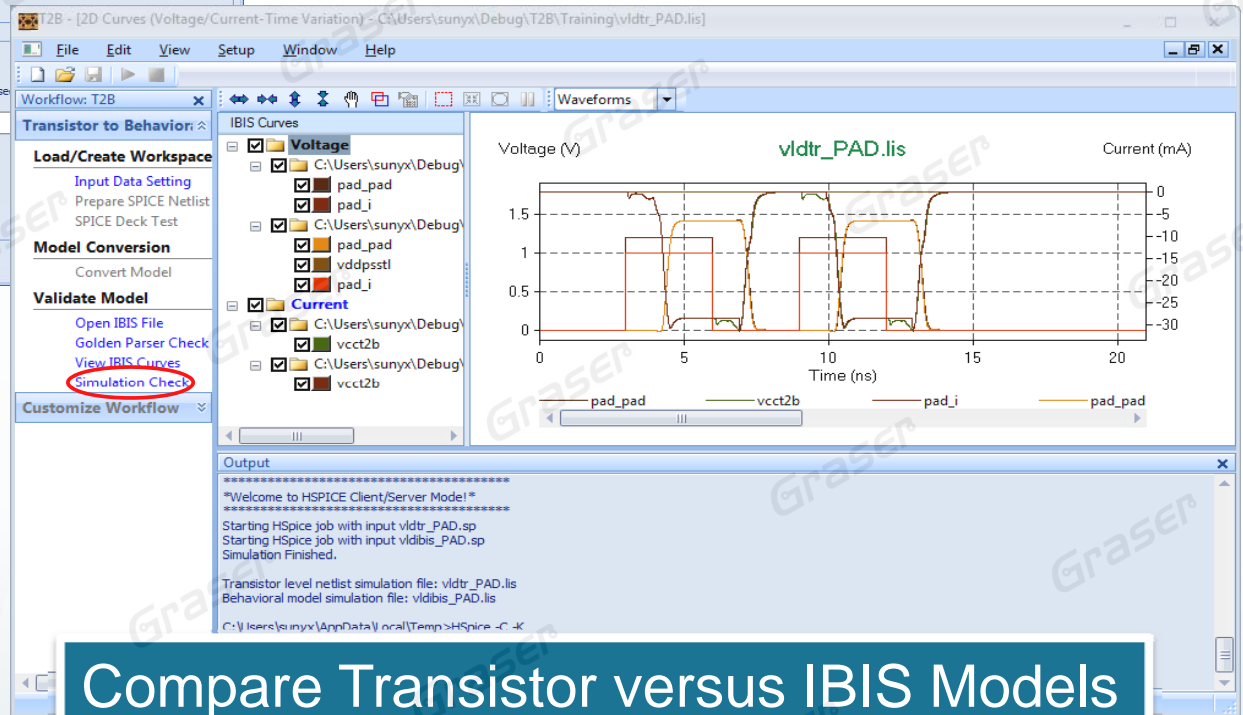 T2B - [2D Curves (Voltage/Current-Time Variation) - C:\Users\sunyx\Debug\T2B\Training\vldtr_PAD.lis]
File Edit View Setup Window Help
Workflow: T2B
Waveforms
Transistor to Behavior
Load/Create Workspace
Input Data Setting
Prepare SPICE Netlist
SPICE Deck Test
Model Conversion
Convert Model
Validate Model
Open IBIS File
Golden Parser Check
View IBIS Curves
Simulation Check
Customize Workflow
IBIS Curves
Voltage
C:\Users\sunyx\Debug\
pad_pad
pad_i
C:\Users\sunyx\Debug\
pad_pad
vddpsstl
pad_i
Current
C:\Users\sunyx\Debug\
vcct2b
C:\Users\sunyx\Debug\
vcct2b
Voltage (V) vldtr_PAD.lis Current (mA)
1.5
1
0.5
0
0
-5
-10
-15
-20
-25
-30
0 5 10 15 20
Time (ns)
pad_pad vcct2b pad_i pad_pad
Output
****************************************
*Welcome to HSPICE Client/Server Mode!*
****************************************
Starting HSpice job with input vldtr_PAD.sp
Starting HSpice job with input vldibis_PAD.sp
Simulation Finished.
Transistor level netlist simulation file: vldtr_PAD.lis
Behavioral model simulation file: vldibis_PAD.lis
C:\Users\sunyx\AppData\Local\Temp>HSpice -C -K
Compare Transistor versus IBIS Models
Graser